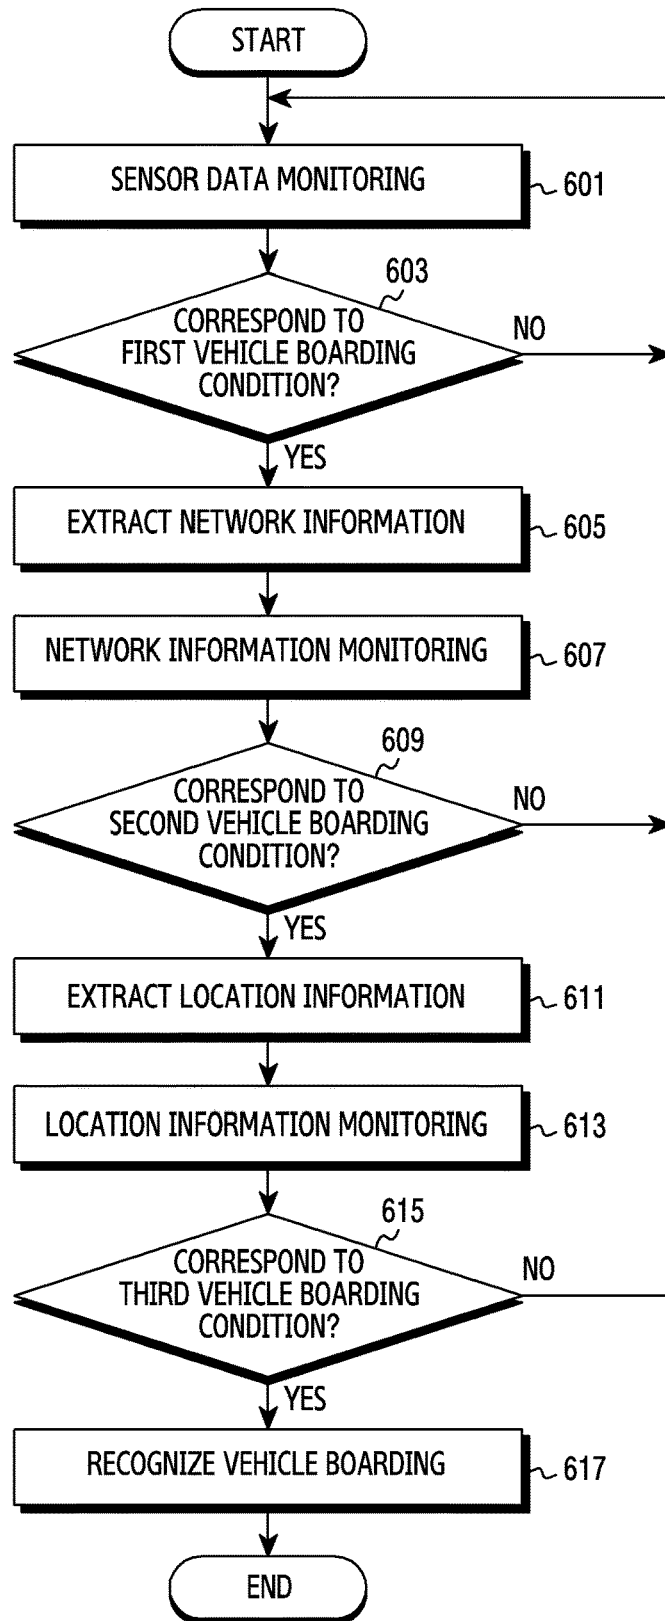 START
SENSOR DATA MONITORING
601
603
CORRESPOND TO
FIRST VEHICLE BOARDING
CONDITION?
NO
YES
EXTRACT NETWORK INFORMATION
605
NETWORK INFORMATION MONITORING
607
609
CORRESPOND TO
SECOND VEHICLE BOARDING
CONDITION?
NO
YES
EXTRACT LOCATION INFORMATION
611
LOCATION INFORMATION MONITORING
613
615
CORRESPOND TO
THIRD VEHICLE BOARDING
CONDITION?
NO
YES
RECOGNIZE VEHICLE BOARDING
617
END